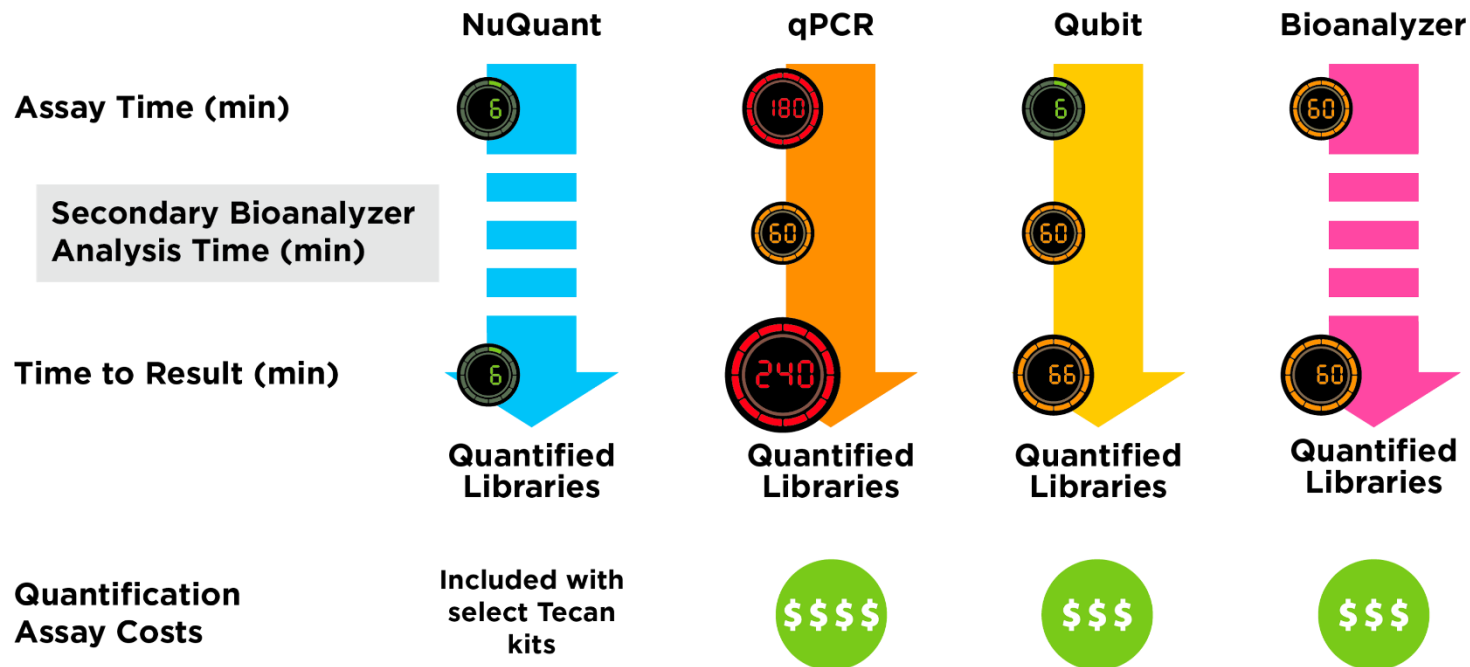 NuQuant qPCR Qubit Bioanalyzer
Assay Time (min) 6 180 6 60
Secondary Bioanalyzer
Analysis Time (min) 60 60
Time to Result (min) 6 240 66 60
Quantified Quantified Quantified Quantified
Libraries Libraries Libraries Libraries
Quantification
Assay Costs
Included with
select Tecan
kits
$$$$ $$$ $$$